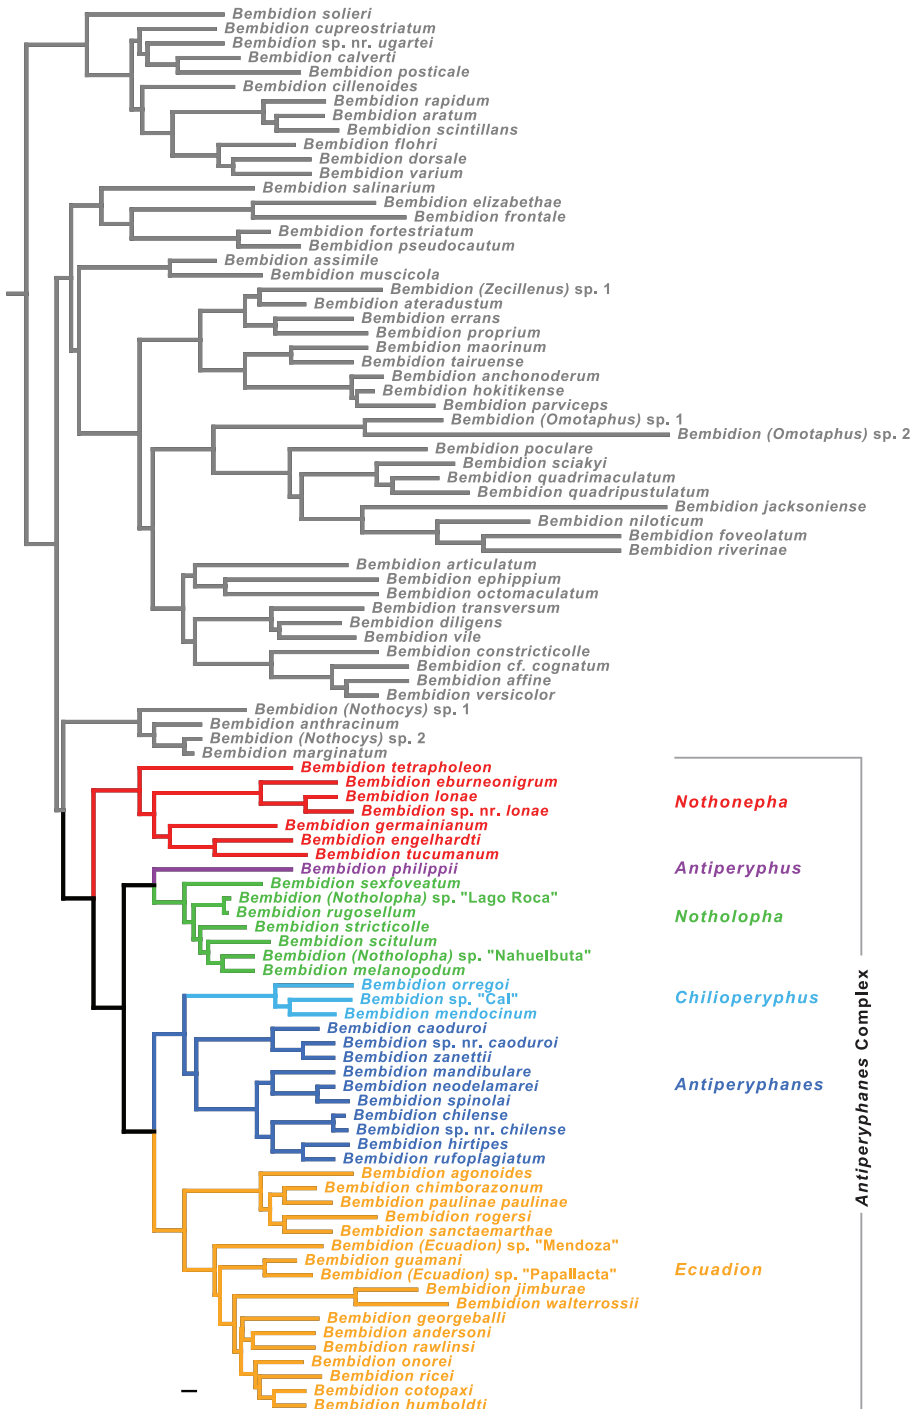 Bembidion solieri
Bembidion cupreostriatum
Bembidion sp. nr. ugartei
Bembidion calverti
Bembidion posticale
Bembidion cillenoides
Bembidion rapidum
Bembidion aratum
Bembidion scintillans
Bembidion flohri
Bembidion dorsale
Bembidion varium
Bembidion salinarium
Bembidion elizabethae
Bembidion frontale
Bembidion fortestriatum
Bembidion pseudocautum
Bembidion assimile
Bembidion muscicola
Bembidion (Zecillenus) sp. 1
Bembidion ateradustum
Bembidion errans
Bembidion proprium
Bembidion maorinum
Bembidion tairuense
Bembidion anchonoderum
Bembidion hokitikense
Bembidion parviceps
Bembidion (Omotaphus) sp. 1
Bembidion (Omotaphus) sp. 2
Bembidion poculare
Bembidion sciakyi
Bembidion quadrimaculatum
Bembidion quadripustulatum
Bembidion jacksoniense
Bembidion niloticum
Bembidion foveolatum
Bembidion riverinae
Bembidion articulatum
Bembidion ephippium
Bembidion octomaculatum
Bembidion transversum
Bembidion diligens
Bembidion vile
Bembidion constricticolle
Bembidion cf. cognatum
Bembidion affine
Bembidion versicolor
Bembidion (Nothocys) sp. 1
Bembidion anthracinum
Bembidion (Nothocys) sp. 2
Bembidion marginatum
Bembidion tetrapholeon
Bembidion eburneonigrum
Bembidion lonae
Nothonepha
Bembidion sp. nr. lonae
Bembidion germainianum
Bembidion engelhardti
Bembidion tucumanum
Bembidion philippii
Antiperyphus
Bembidion sexfoveatum
Bembidion (Notholopha) sp. "Lago Roca"
Bembidion rugosellum
Notholopha
Bembidion stricticolle
Bembidion scitulum
Bembidion (Notholopha) sp. "Nahuelbuta"
Bembidion melanopodum
Bembidion orregoi
Bembidion sp. "Cal"
Chilioperyphus
Bembidion mendocinum
Bembidion caoduroi
Bembidion sp. nr. caoduroi
Bembidion zanettii
Bembidion mandibulare
Bembidion neodelamarei
Antiperyphanes
Bembidion spinolai
Bembidion chilense
Bembidion sp. nr. chilense
Bembidion hirtipes
Bembidion rufoplagiatum
Antiperyphanes Complex
Bembidion agonoides
Bembidion chimborazonum
Bembidion paulinae paulinae
Bembidion rogersi
Bembidion sanctaemarthae
Bembidion (Ecuadion) sp. "Mendoza"
Bembidion guamani
Ecuadion
Bembidion (Ecuadion) sp. "Papallacta"
Bembidion jimburae
Bembidion walterrossii
Bembidion georgeballi
Bembidion andersoni
Bembidion rawlinsi
Bembidion onorei
Bembidion ricei
Bembidion cotopaxi
Bembidion humboldti